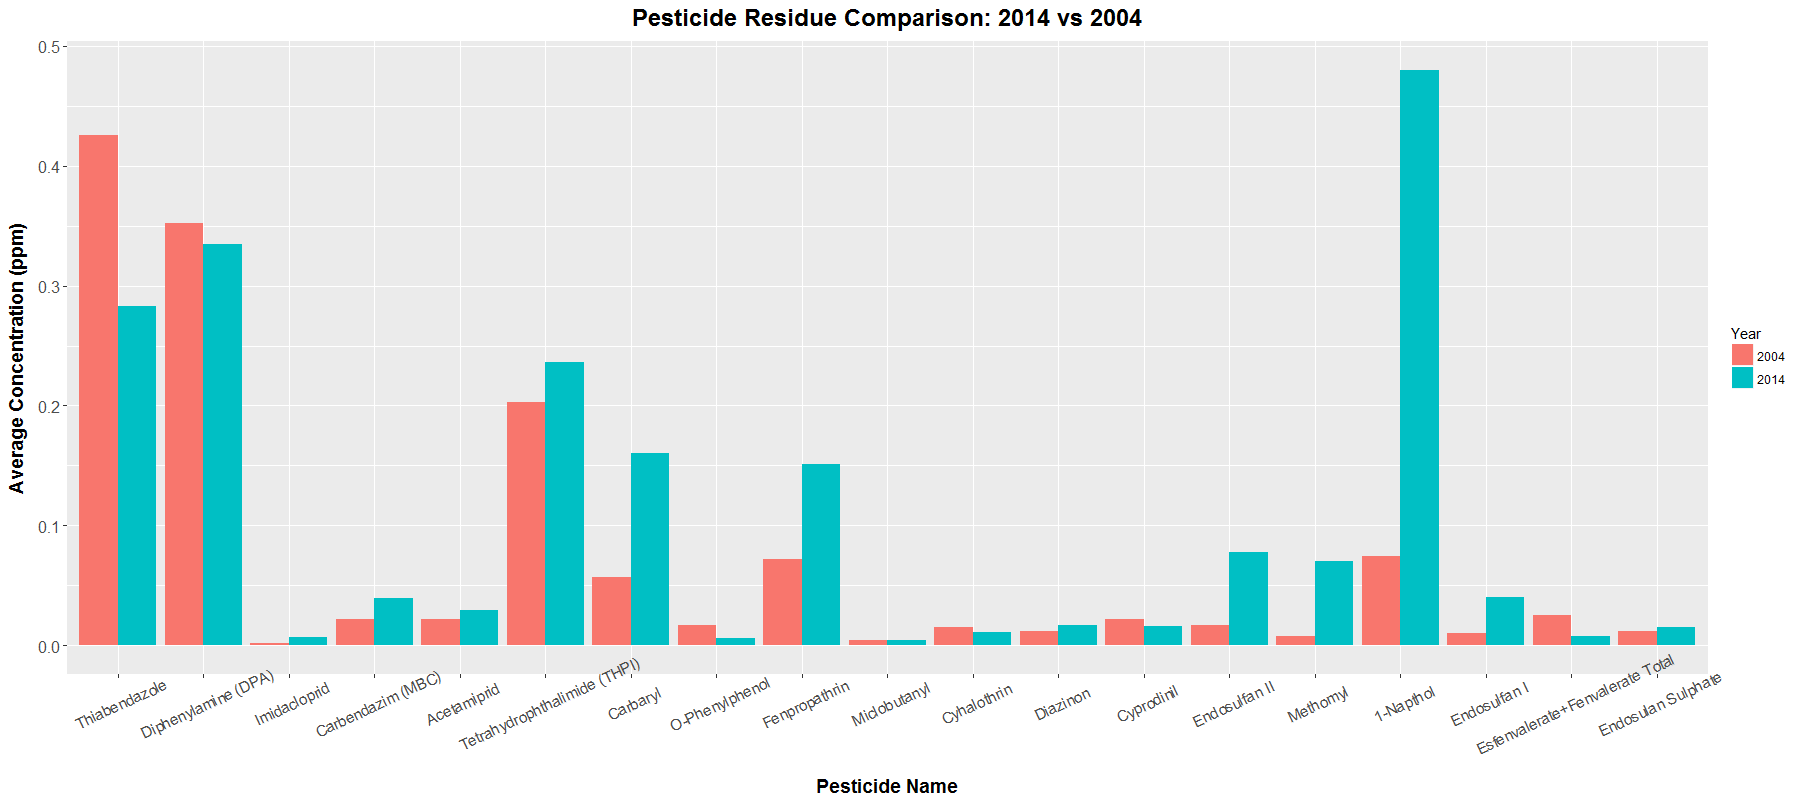 Pesticide Residue Comparison: 2014 vs 2004
Average Concentration (ppm)
0.5
0.4
0.3
0.2
0.1
0.0
Thiabendazole
Diphenylamine (DPA)
Imidacloprid
Carbendazim (MBC)
Acetamiprid
Tetrahydrophthalimide (THPI)
Carbaryl
O-Phenylphenol
Fenpropathrin
Miclobutanyl
Cyhalothrin
Diazinon
Cyprodinil
Endosulfan II
Methomyl
1-Napthol
Endosulfan I
Esfenvalerate+Fenvalerate Total
Endosulan Sulphate
Pesticide Name
Year
2004
2014